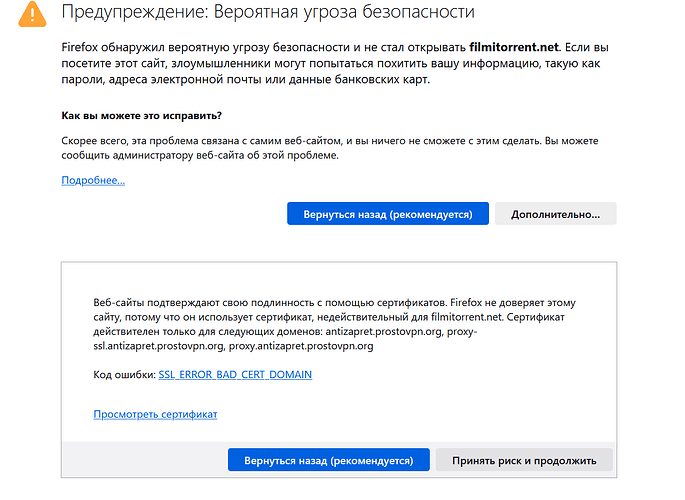 Предупреждение: Вероятная угроза безопасности
Firefox обнаружил вероятную угрозу безопасности и не стал открывать filmitorrent.net. Если вы
посетите этот сайт, злоумышленники могут попытаться похитить вашу информацию, такую как
пароли, адреса электронной почты или данные банковских карт.
Как вы можете это исправить?
Скорее всего, эта проблема связана с самим веб-сайтом, и вы ничего не сможете с этим сделать. Вы можете
сообщить администратору веб-сайта об этой проблеме.
Подробнее...
Вернуться назад (рекомендуется)
Дополнительно...
Веб-сайты подтверждают свою подлинность с помощью сертификатов. Firefox не доверяет этому
сайту, потому что он использует сертификат, недействительный для filmitorrent.net. Сертификат
действителен только для следующих доменов: antizapret.prostovpn.org, proxy-
ssl.antizapret.prostovpn.org, proxy.antizapret.prostovpn.org
Код ошибки: SSL_ERROR_BAD_CERT_DOMAIN
Просмотреть сертификат
Вернуться назад (рекомендуется)
Принять риск и продолжить